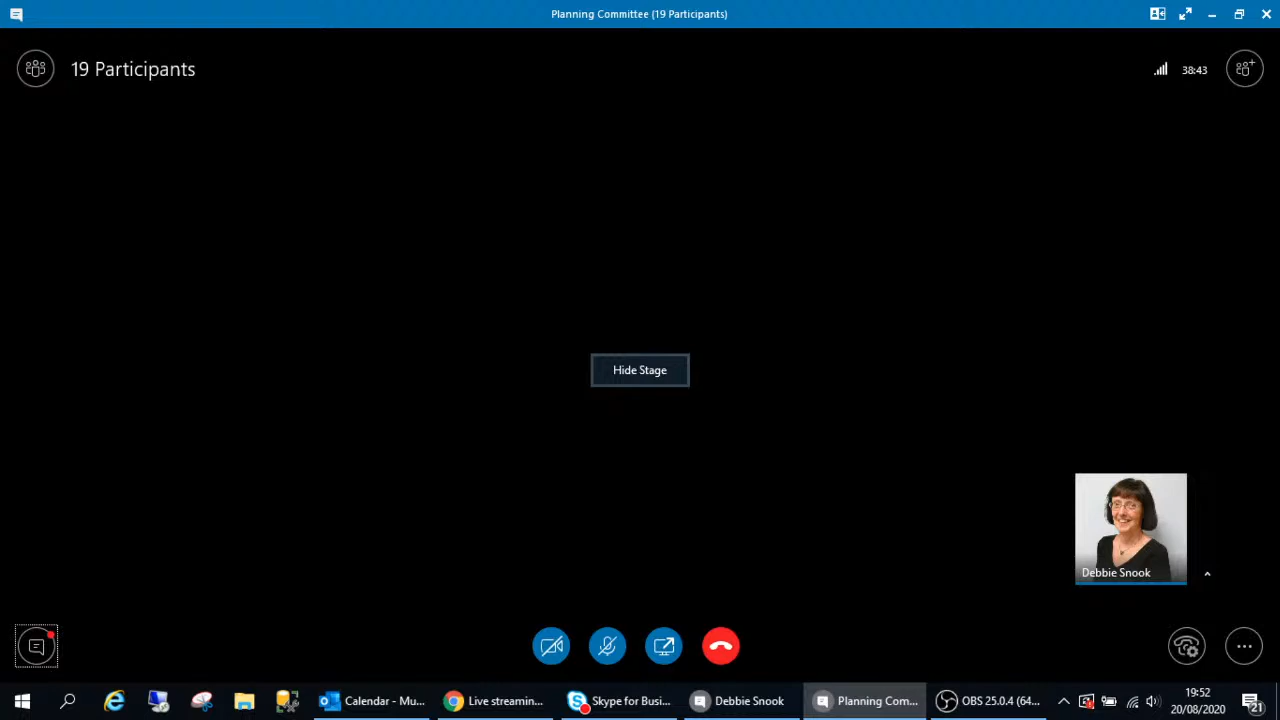 Planning Committee (19 Participants)
19 Participants
38:43
Hide Stage
Debbie Snook
Calendar - Mu...
Live streamin...
Skype for Busi...
Debbie Snook
Planning Com...
OBS 25.0.4 (64...
19:52
20/08/2020
21